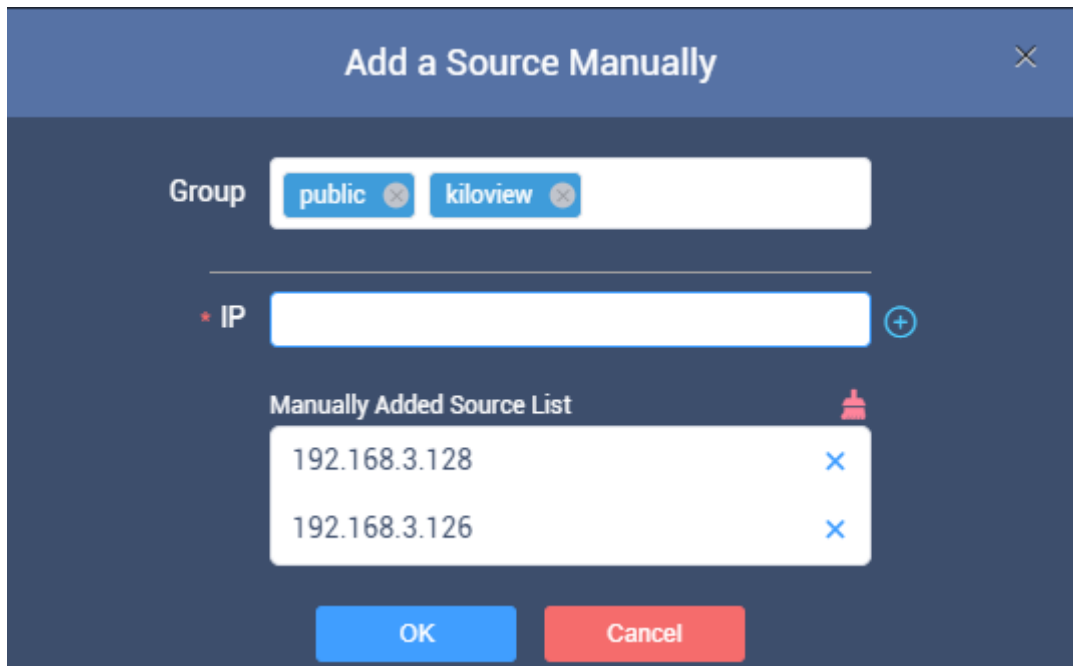 Add a Source Manually
Group public kiloview
* IP
Manually Added Source List
192.168.3.128
192.168.3.126
OK Cancel